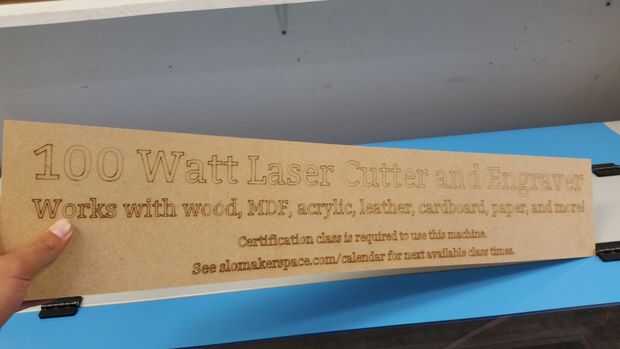 100 Watt Laser Cutter and Engraver
Works with wood, MDF, acrylic, leather, cardboard, paper, and more!
Certification class is required to use this machine.
See slomakerspace.com/calendar for next available class times.